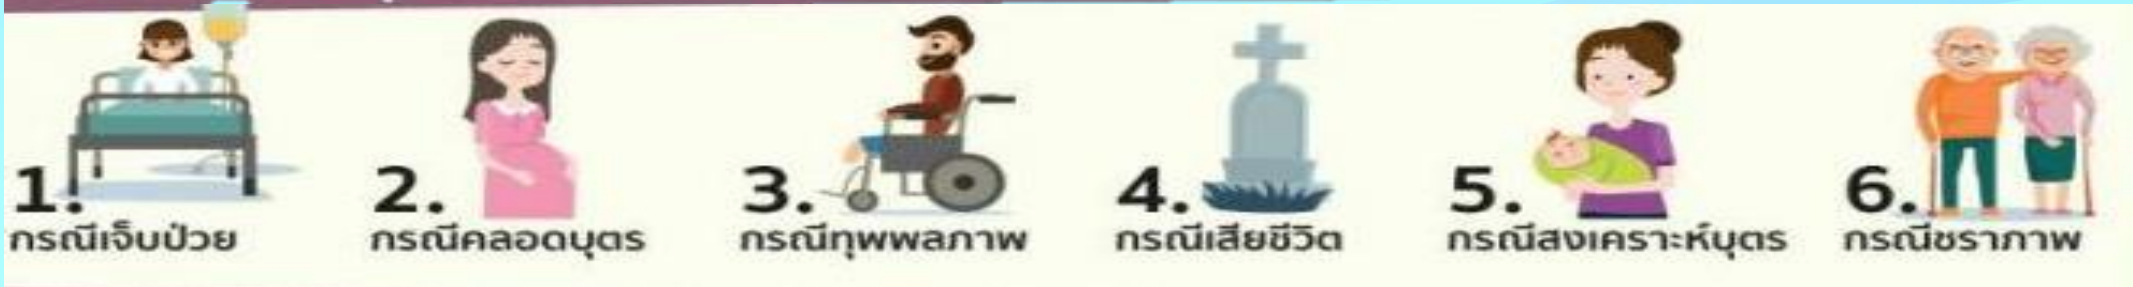 1.
กรณีเจ็บป่วย
2.
กรณีคลอดบุตร
3.
กรณีทุพพลภาพ
4.
กรณีเสียชีวิต
5.
กรณีสงเคราะห์บุตร
6.
กรณีชราภาพ